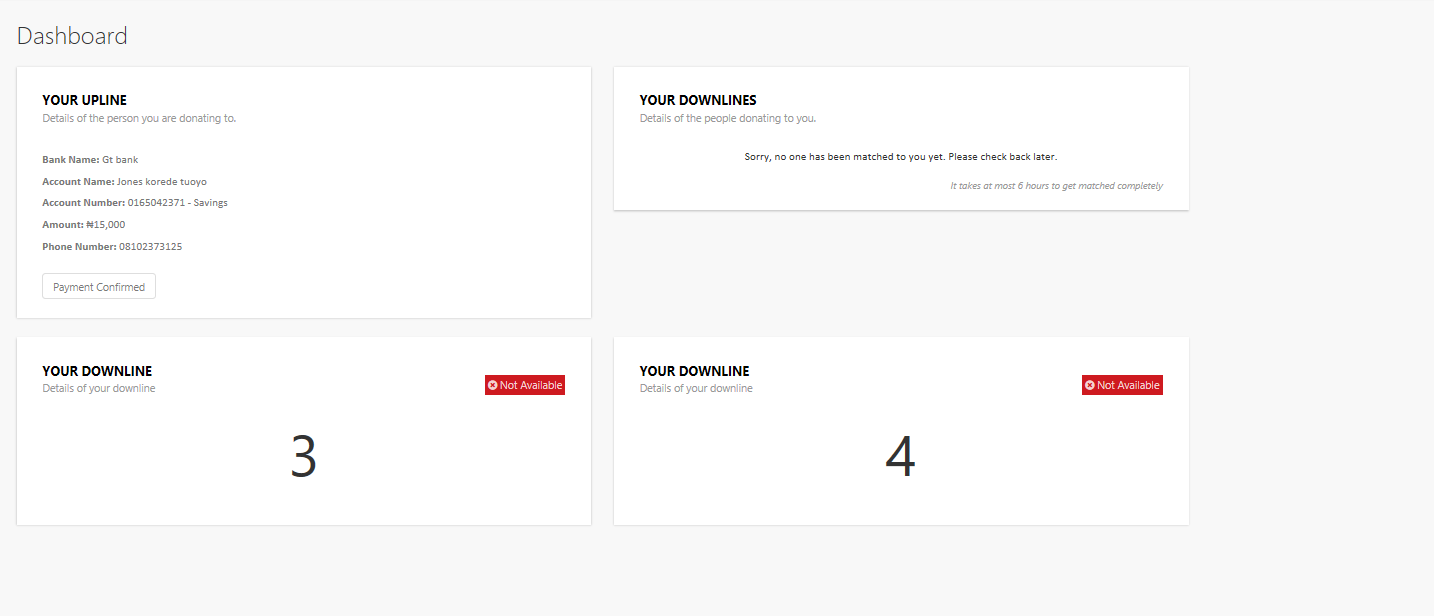 Dashboard
YOUR UPLINE
Details of the person you are donating to.
Bank Name: Gt bank
Account Name: Jones korede tuoyo
Account Number: 0165042371 - Savings
Amount: ₦15,000
Phone Number: 08102373125
Payment Confirmed
YOUR DOWNLINES
Details of the people donating to you.
Sorry, no one has been matched to you yet. Please check back later.
It takes at most 6 hours to get matched completely
YOUR DOWNLINE
Details of your downline
Not Available
3
YOUR DOWNLINE
Details of your downline
Not Available
4